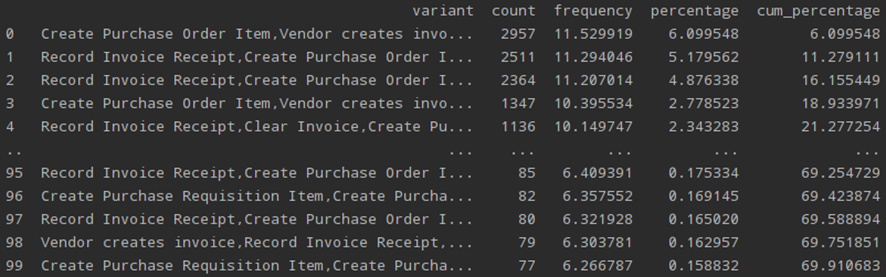 variant count frequency percentage cum_percentage
0 Create Purchase Order Item,Vendor creates invo... 2957 11.529919 6.099548 6.099548
1 Record Invoice Receipt,Create Purchase Order I... 2511 11.294046 5.179562 11.279111
2 Record Invoice Receipt,Create Purchase Order I... 2364 11.207014 4.876338 16.155449
3 Create Purchase Order Item,Vendor creates invo... 1347 10.395534 2.778523 18.933971
4 Record Invoice Receipt,Clear Invoice,Create Pu... 1136 10.149747 2.343283 21.277254
.. ... ... ... ... ...
95 Record Invoice Receipt,Create Purchase Order I... 85 6.409391 0.175334 69.254729
96 Create Purchase Requisition Item,Create Purcha... 82 6.357552 0.169145 69.423874
97 Record Invoice Receipt,Create Purchase Order I... 80 6.321928 0.165020 69.588894
98 Vendor creates invoice,Record Invoice Receipt,... 79 6.303781 0.162957 69.751851
99 Create Purchase Requisition Item,Create Purcha... 77 6.266787 0.158832 69.910683